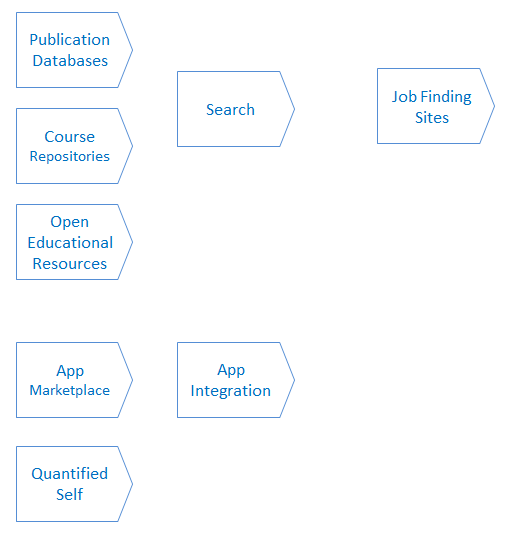 Publication
Databases
Course
Repositories
Open
Educational
Resources
Search
Job Finding
Sites
App
Marketplace
App
Integration
Quantified
Self